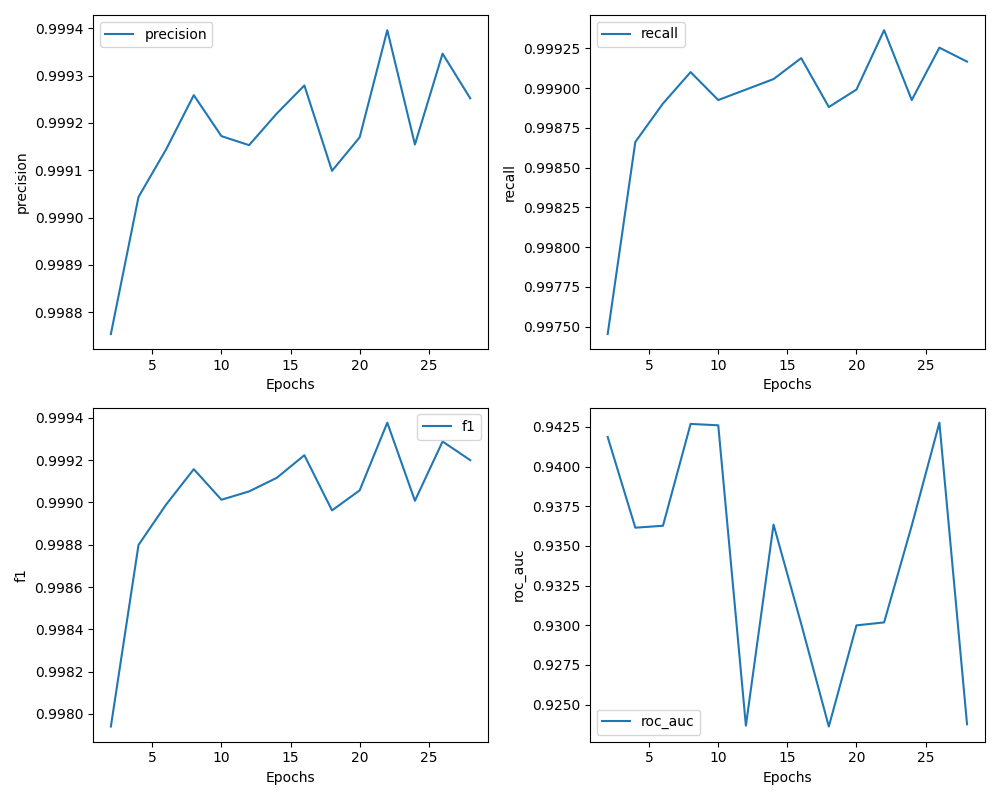 precision
0.9994
0.9993
0.9992
0.9991
0.9990
0.9989
0.9988
5 10 15 20 25
Epochs
precision
recall
0.99925
0.99900
0.99875
0.99850
0.99825
0.99800
0.99775
0.99750
5 10 15 20 25
Epochs
recall
f1
0.9994
0.9992
0.9990
0.9988
0.9986
0.9984
0.9982
0.9980
5 10 15 20 25
Epochs
f1
roc_auc
0.9425
0.9400
0.9375
0.9350
0.9325
0.9300
0.9275
0.9250
5 10 15 20 25
Epochs
roc_auc